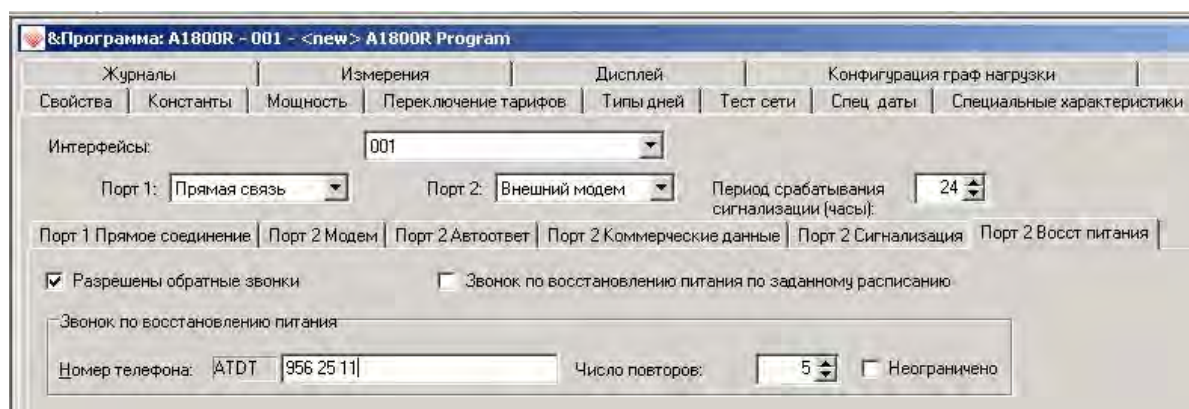 &Программа: A1800R - 001 - <new> A1800R Program
Журналы Измерения Дисплей Конфигурация граф нагрузки
Свойства Константы Мощность Переключение тарифов Типы дней Тест сети Спец. даты Специальные характеристики
Интерфейсы: 001
Порт 1: Прямая связь Порт 2: Внешний модем Период срабатывания 24
сигнализации (часы):
Порт 1 Прямое соединение Порт 2 Модем Порт 2 Автоответ Порт 2 Коммерческие данные Порт 2 Сигнализация Порт 2 Восст питания
Разрешены обратные звонки Звонок по восстановлению питания по заданному расписанию
Звонок по восстановлению питания
Номер телефона: ATDT 956 25 11 Число повторов: 5 Неограничено